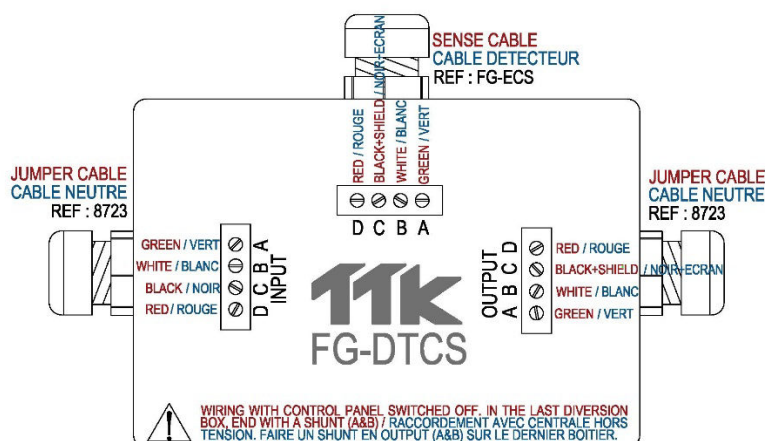 SENSE CABLE
CABLE DETECTEUR
REF : FG-ECS
RED / ROUGE
BLACK+SHIELD / NOIR+ECRAN
WHITE / BLANC
GREEN / VERT
D C B A
JUMPER CABLE
CABLE NEUTRE
REF : 8723
GREEN / VERT A
WHITE / BLANC B
BLACK / NOIR C
RED / ROUGE D
INPUT
TTK
FG-DTCS
OUTPUT
D RED / ROUGE
C BLACK+SHIELD / NOIR+ECRAN
B WHITE / BLANC
A GREEN / VERT
JUMPER CABLE
CABLE NEUTRE
REF : 8723
WIRING WITH CONTROL PANEL SWITCHED OFF. IN THE LAST DIVERSION
BOX, END WITH A SHUNT (A&B) / RACCORDEMENT AVEC CENTRALE HORS
TENSION. FAIRE UN SHUNT EN OUTPUT (A&B) SUR LE DERNIER BOITIER.